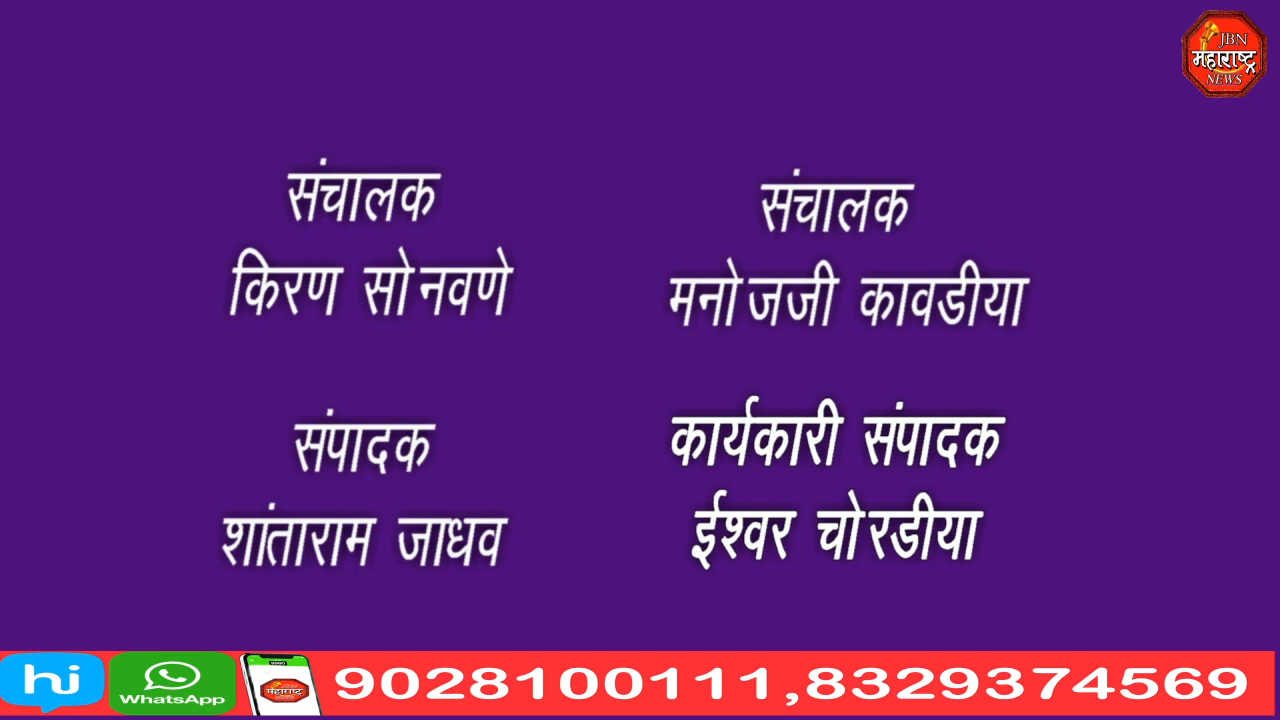 JBN
महाराष्ट्र
NEWS
संचालक
किरण सोनवणे
संचालक
मनोजजी कावडीया
संपादक
शांताराम जाधव
कार्यकारी संपादक
ईश्वर चोरडीया
hi
WhatsApp
महाराष्ट्र
9028100111,8329374569